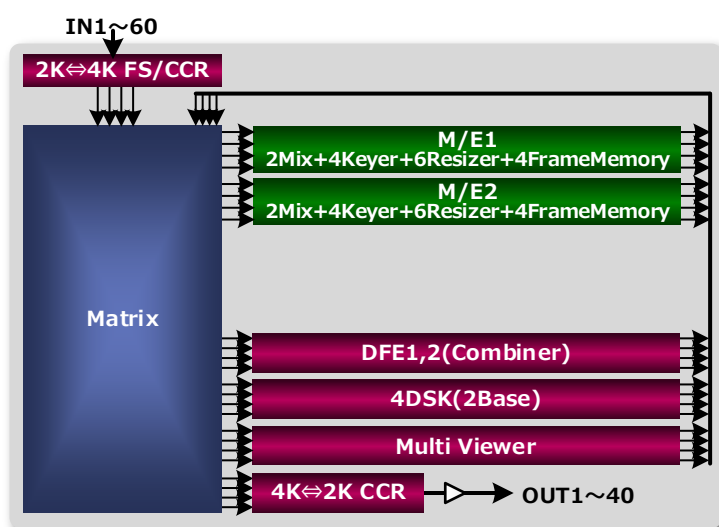 IN1～60
2K⇔4K FS/CCR
M/E1
2Mix+4Keyer+6Resizer+4FrameMemory
M/E2
2Mix+4Keyer+6Resizer+4FrameMemory
Matrix
DFE1,2(Combiner)
4DSK(2Base)
Multi Viewer
4K⇔2K CCR
OUT1～40